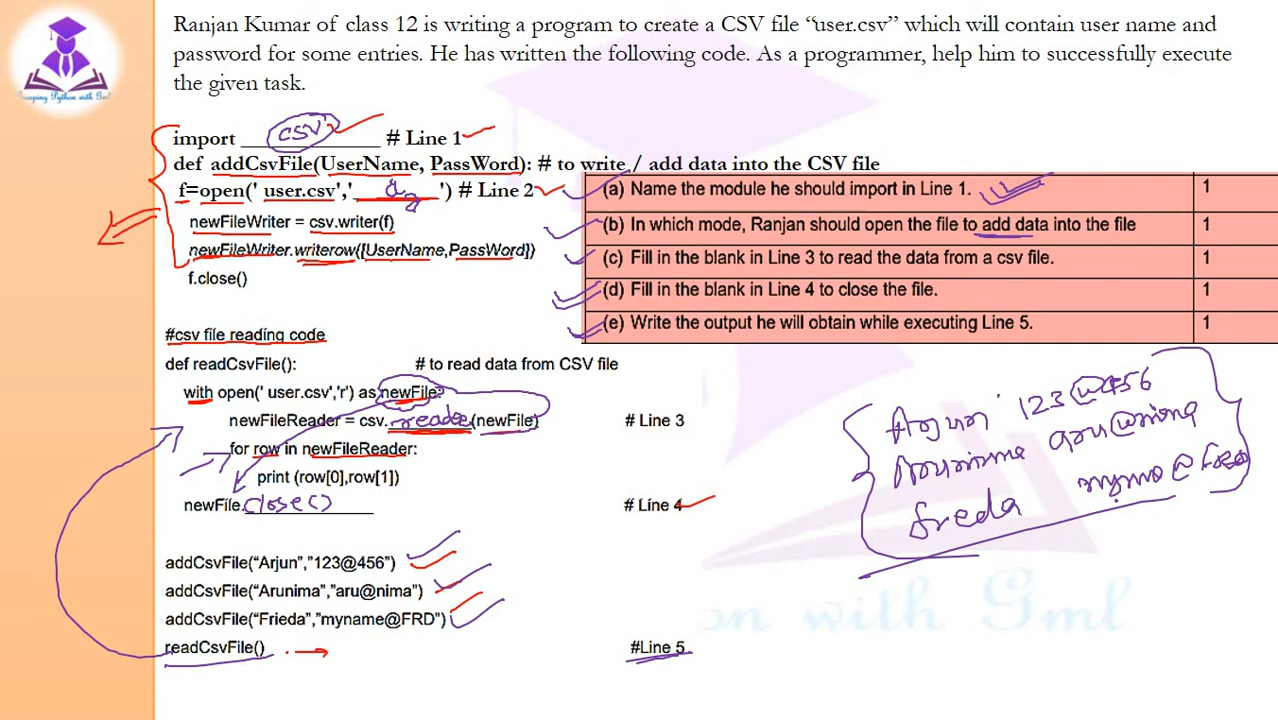 Ranjan Kumar of class 12 is writing a program to create a CSV file “user.csv” which will contain user name and
password for some entries. He has written the following code. As a programmer, help him to successfully execute
the given task.
import csv # Line 1
def addCsvFile(UserName, PassWord): # to write / add data into the CSV file
f=open(' user.csv','a') # Line 2
newFileWriter = csv.writer(f)
newFileWriter.writerow([UserName,PassWord])
f.close()
(a) Name the module he should import in Line 1. 1
(b) In which mode, Ranjan should open the file to add data into the file 1
(c) Fill in the blank in Line 3 to read the data from a csv file. 1
(d) Fill in the blank in Line 4 to close the file. 1
(e) Write the output he will obtain while executing Line 5. 1
#csv file reading code
def readCsvFile(): # to read data from CSV file
with open(' user.csv','r') as newFile:
newFileReader = csv.reader(newFile) # Line 3
for row in newFileReader:
print (row[0],row[1])
newFile.close() # Line 4
addCsvFile(“Arjun”,”123@456”)
addCsvFile(“Arunima”,”aru@nima”)
addCsvFile(“Frieda”,”myname@FRD”)
readCsvFile() #Line 5
Arjun 123@456
Arunima aru@nima
freda
with Gml